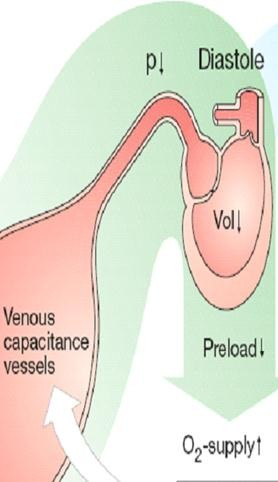 p↓ Diastole
Vol↓
Venous
capacitance
vessels
Preload↓
O₂-supply↑